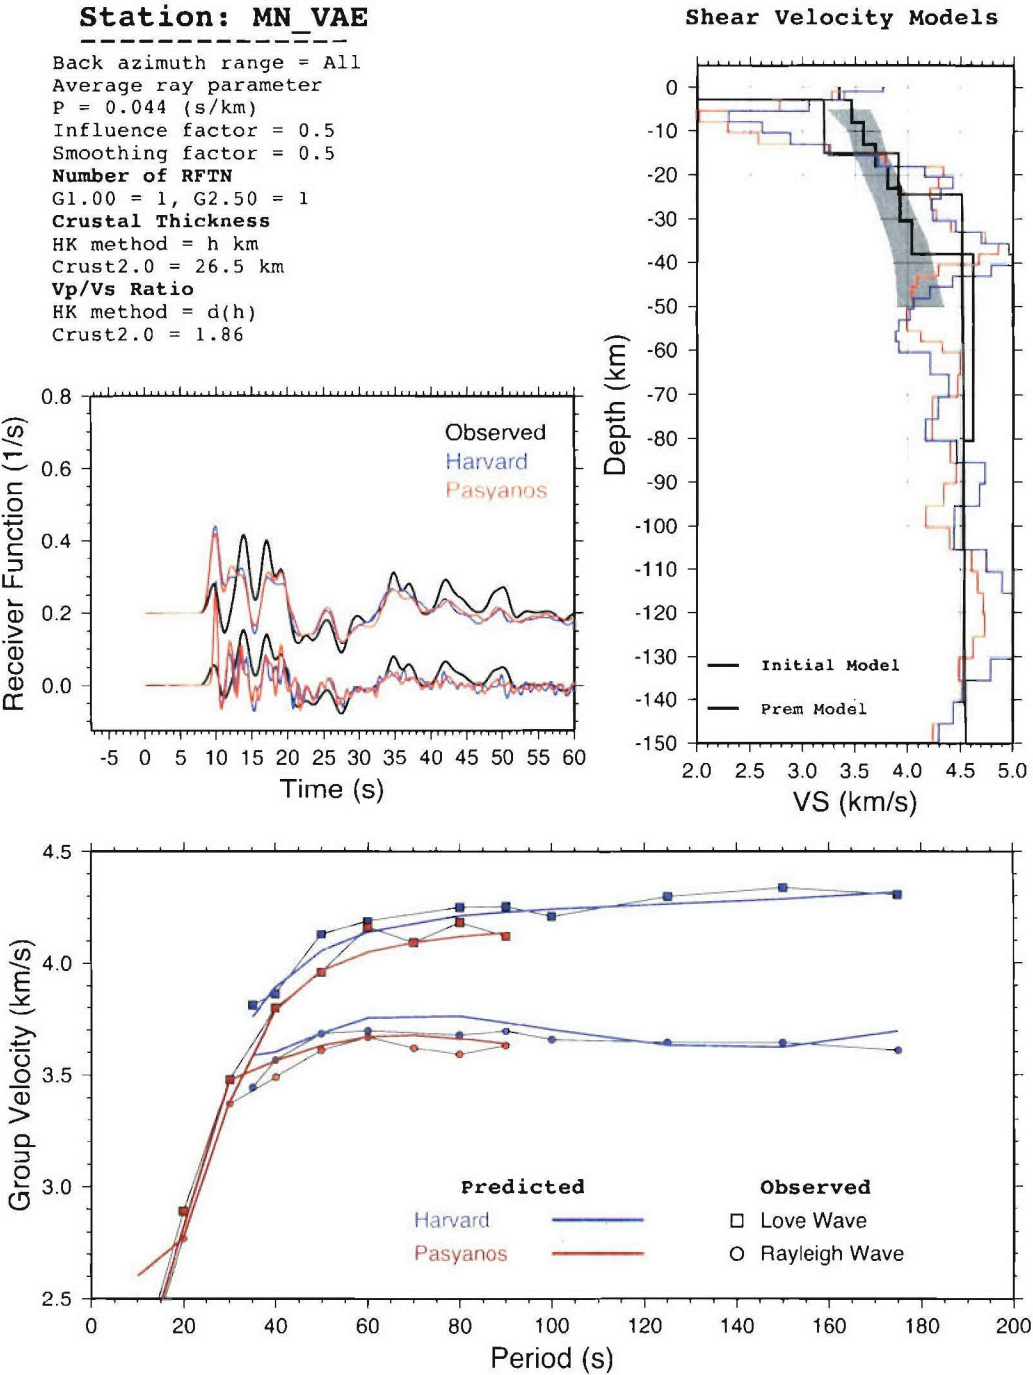 Station: MN_VAE
Back azimuth range = All
Average ray parameter
P = 0.044 (s/km)
Influence factor = 0.5
Smoothing factor = 0.5
Number of RFTN
G1.00 = 1, G2.50 = 1
Crustal Thickness
HK method = h km
Crust2.0 = 26.5 km
Vp/Vs Ratio
HK method = d(h)
Crust2.0 = 1.86
Shear Velocity Models
0
-10
-20
-30
-40
-50
-60
-70
-80
-90
-100
-110
-120
-130
-140
-150
Depth (km)
Initial Model
Prem Model
2.0 2.5 3.0 3.5 4.0 4.5 5.0
VS (km/s)
0.8
0.6
0.4
0.2
0.0
Receiver Function (1/s)
Observed
Harvard
Pasyanos
-5 0 5 10 15 20 25 30 35 40 45 50 55 60
Time (s)
4.5
4.0
3.5
3.0
2.5
Group Velocity (km/s)
Predicted Observed
Harvard Love Wave
Pasyanos Rayleigh Wave
0 20 40 60 80 100 120 140 160 180 200
Period (s)